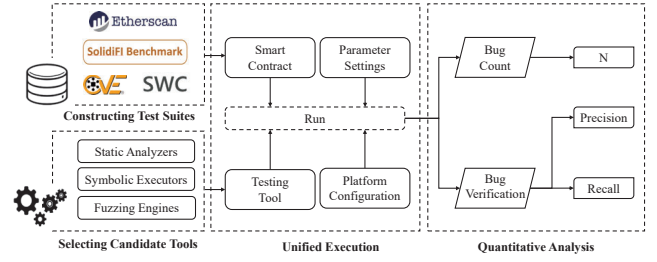 Etherscan
SolidiFI Benchmark
CVE SWC
Constructing Test Suites
Static Analyzers
Symbolic Executors
Fuzzing Engines
Selecting Candidate Tools
Smart
Contract
Parameter
Settings
Run
Testing
Tool
Platform
Configuration
Unified Execution
Bug
Count
N
Precision
Bug
Verification
Recall
Quantitative Analysis